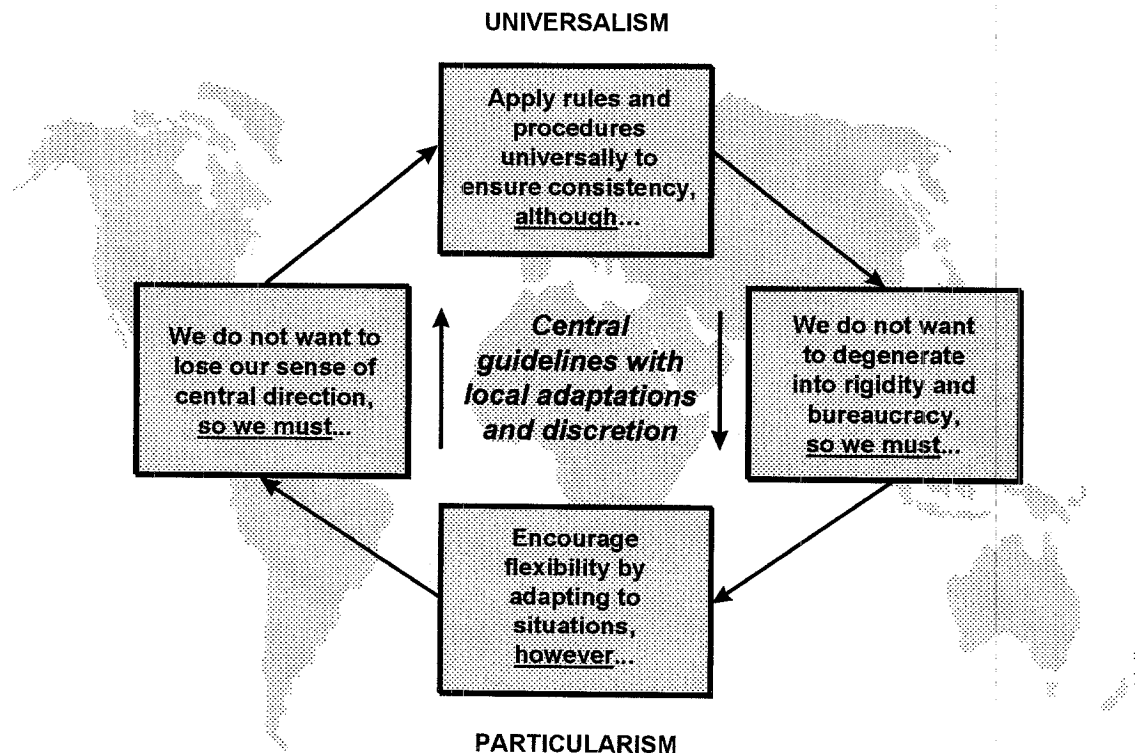 UNIVERSALISM
Apply rules and
procedures
universally to
ensure consistency,
although...
We do not want to
lose our sense of
central direction,
so we must...
Central
guidelines with
local adaptations
and discretion
We do not want
to degenerate
into rigidity and
bureaucracy,
so we must...
Encourage
flexibility by
adapting to
situations,
however...
PARTICULARISM